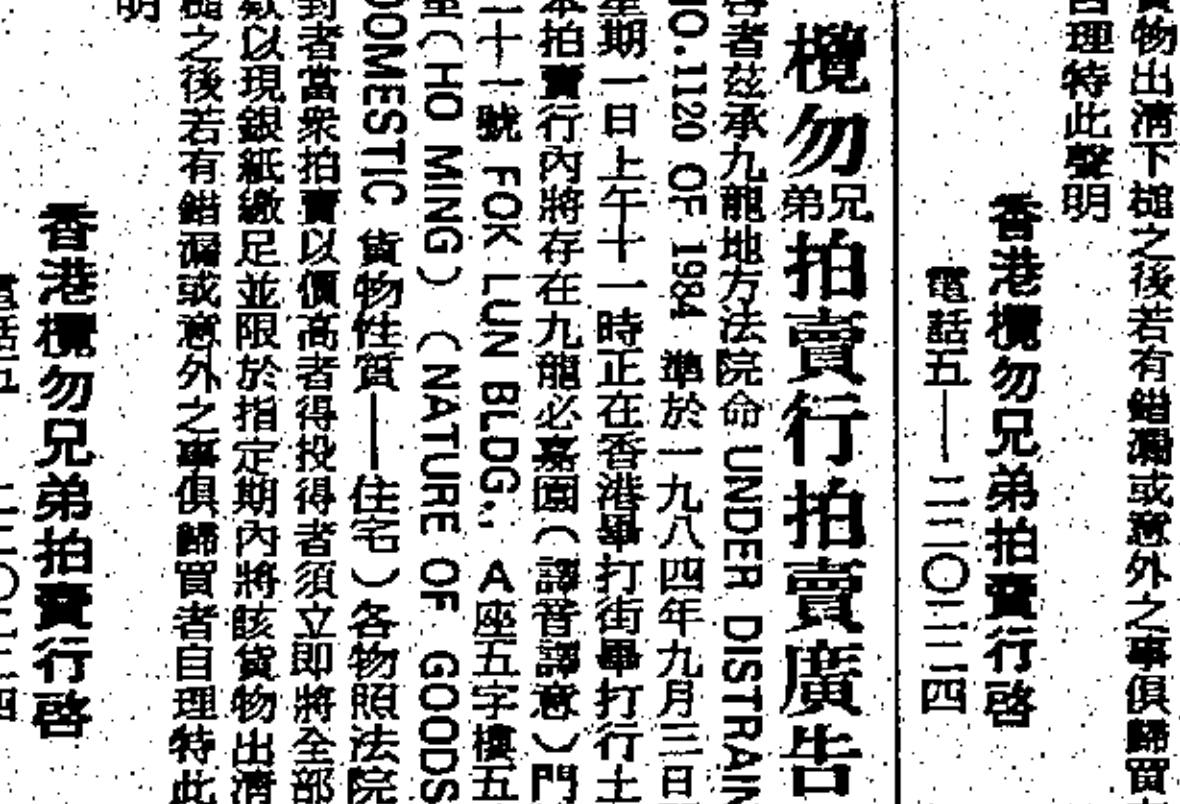 貨物出清下槌之後若有錯漏或意外之事俱歸買
自理特此聲明
香港欖勿兄弟拍賣行啓
電話五——二二〇三三四
欖勿兄弟拍賣行拍賣廣告
啓者茲承九龍地方法院命 UNDER DISTRAIN
NO.1120 OF 1984 準於一九八四年九月三日
星期一日上午十一時正在香港畢打街畢打行士
本拍賣行內將存在九龍必嘉園(譯音譯意)門
二十一號 FOK LUN BLDG., A座五字樓五
室(HO MING) (NATURE OF GOODS
DOMESTIC 貨物性質——住宅)各物照法院
到者當衆拍賣以價高者得投得者須立即將全部
欵以現銀紙繳足並限於指定期內將該貨物出清
槌之後若有錯漏或意外之事俱歸買者自理特此
明
香港欖勿兄弟拍賣行啓
電話五